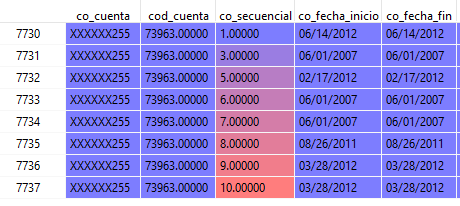 co_cuenta cod_cuenta co_secuencial co_fecha_inicio co_fecha_fin
7730 XXXXXX255 73963.00000 1.00000 06/14/2012 06/14/2012
7731 XXXXXX255 73963.00000 3.00000 06/01/2007 06/01/2007
7732 XXXXXX255 73963.00000 5.00000 02/17/2012 02/17/2012
7733 XXXXXX255 73963.00000 6.00000 06/01/2007 06/01/2007
7734 XXXXXX255 73963.00000 7.00000 06/01/2007 06/01/2007
7735 XXXXXX255 73963.00000 8.00000 08/26/2011 08/26/2011
7736 XXXXXX255 73963.00000 9.00000 03/28/2012 03/28/2012
7737 XXXXXX255 73963.00000 10.00000 03/28/2012 03/28/2012